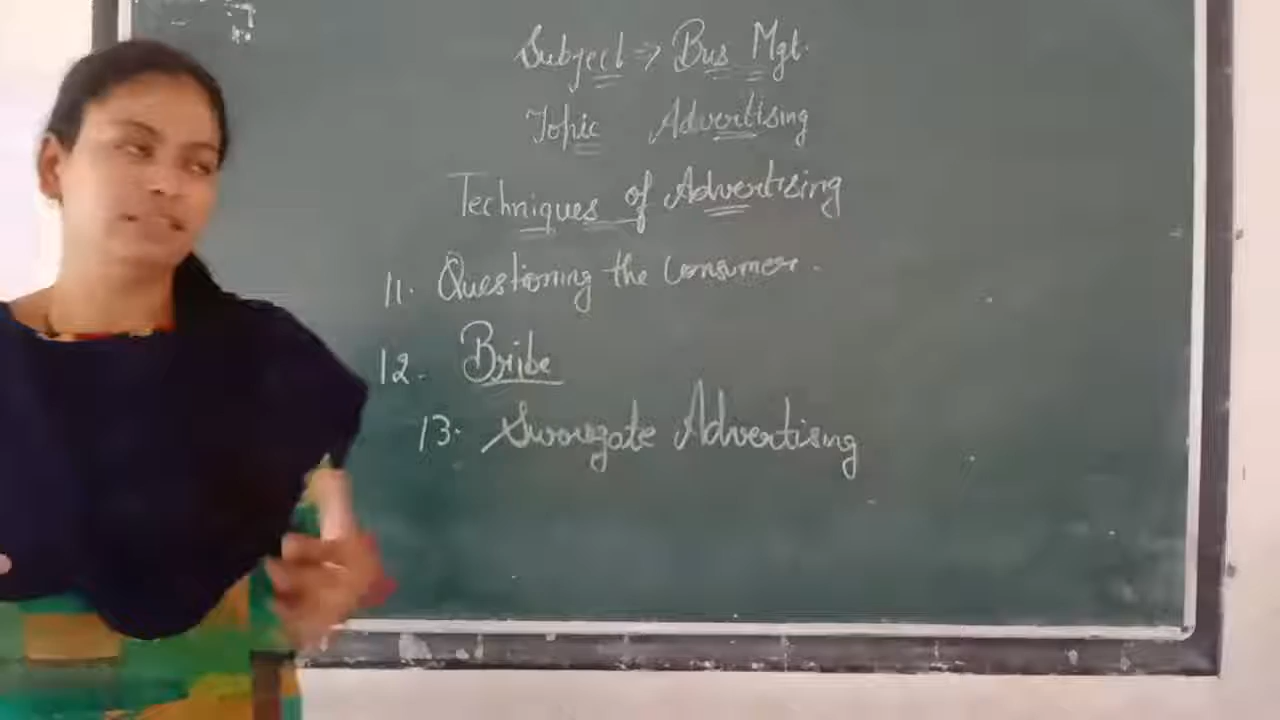 Subject => Bus Mgt.
Topic Advertising
Techniques of Advertising
11. Questioning the Consumer.
12. Bribe
13. Surrogate Advertising